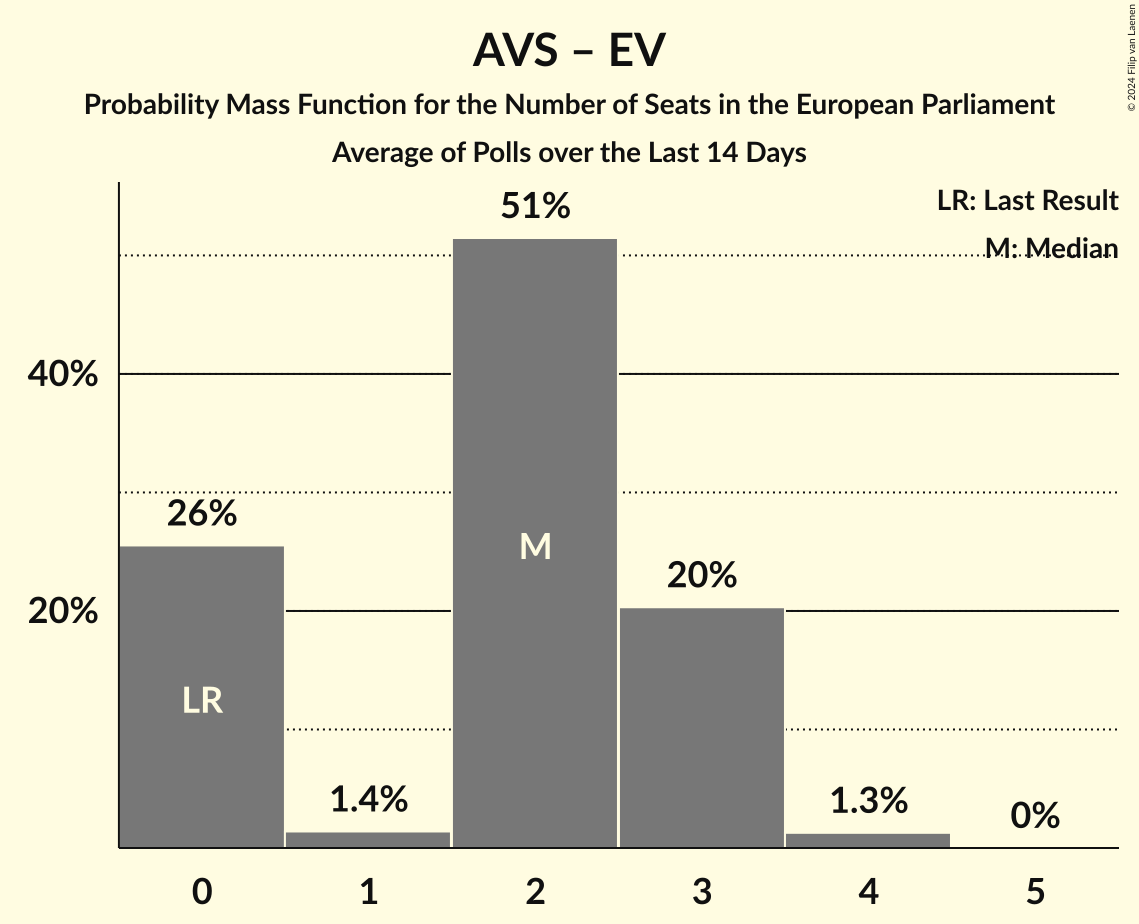 AVS – EV
Probability Mass Function for the Number of Seats in the European Parliament
Average of Polls over the Last 14 Days
© 2024 Filip van Laenen
LR: Last Result
M: Median
51%
40%
26%
M
20%
20%
LR
1.4%
1.3%
0%
0 1 2 3 4 5